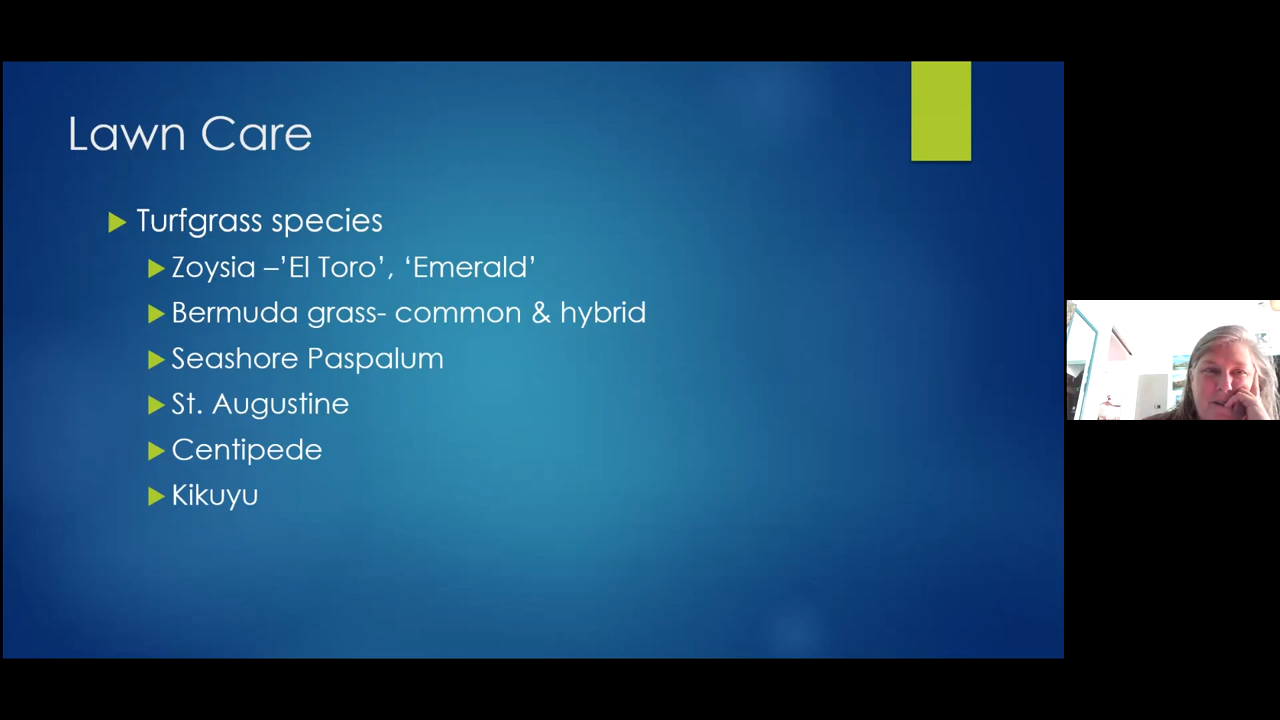 Lawn Care
Turfgrass species
Zoysia –’El Toro’, ‘Emerald’
Bermuda grass- common & hybrid
Seashore Paspalum
St. Augustine
Centipede
Kikuyu